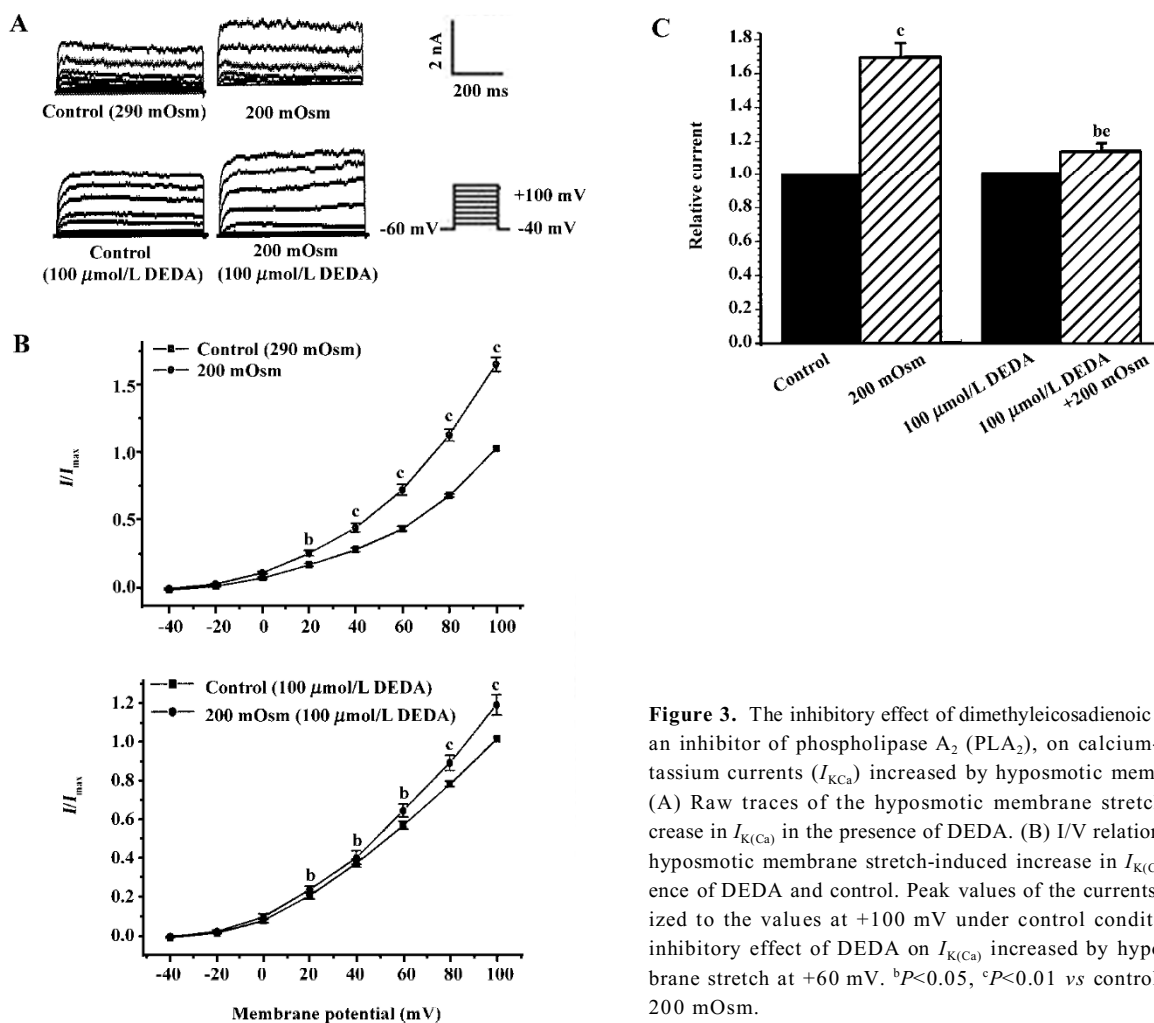 A
2 nA
200 ms
Control (290 mOsm)
200 mOsm
+100 mV
-60 mV
-40 mV
Control
(100 μmol/L DEDA)
200 mOsm
(100 μmol/L DEDA)
B
Control (290 mOsm)
200 mOsm
c
c
c
c
b
1.5
1.0
0.5
0.0
I/Imax
-40 -20 0 20 40 60 80 100
Control (100 μmol/L DEDA)
200 mOsm (100 μmol/L DEDA)
c
c
b
b
b
1.2
1.0
0.8
0.6
0.4
0.2
0.0
I/Imax
-40 -20 0 20 40 60 80 100
Membrane potential (mV)
C
1.8
1.6
1.4
1.2
1.0
0.8
0.6
0.4
0.2
0.0
Relative current
c
be
Control
200 mOsm
100 μmol/L DEDA
100 μmol/L DEDA
+200 mOsm
Figure 3. The inhibitory effect of dimethyleicosadienoic
an inhibitor of phospholipase A2 (PLA2), on calcium-
tassium currents (IKCa) increased by hyposmotic mem
(A) Raw traces of the hyposmotic membrane stretc
crease in IK(Ca) in the presence of DEDA. (B) I/V relation
hyposmotic membrane stretch-induced increase in IK(C
ence of DEDA and control. Peak values of the currents
ized to the values at +100 mV under control condit
inhibitory effect of DEDA on IK(Ca) increased by hypo
brane stretch at +60 mV. bP<0.05, cP<0.01 vs control
200 mOsm.